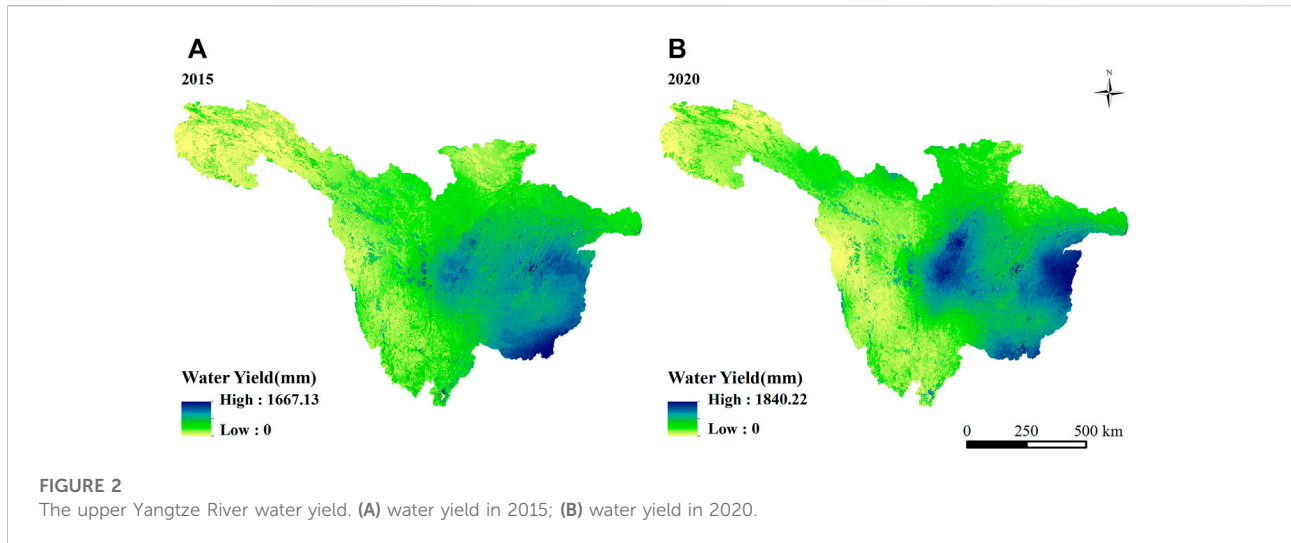 A
2015
Water Yield(mm)
High : 1667.13
Low : 0
B
2020
N
Water Yield(mm)
High : 1840.22
Low : 0
0 250 500 km
FIGURE 2
The upper Yangtze River water yield. (A) water yield in 2015; (B) water yield in 2020.